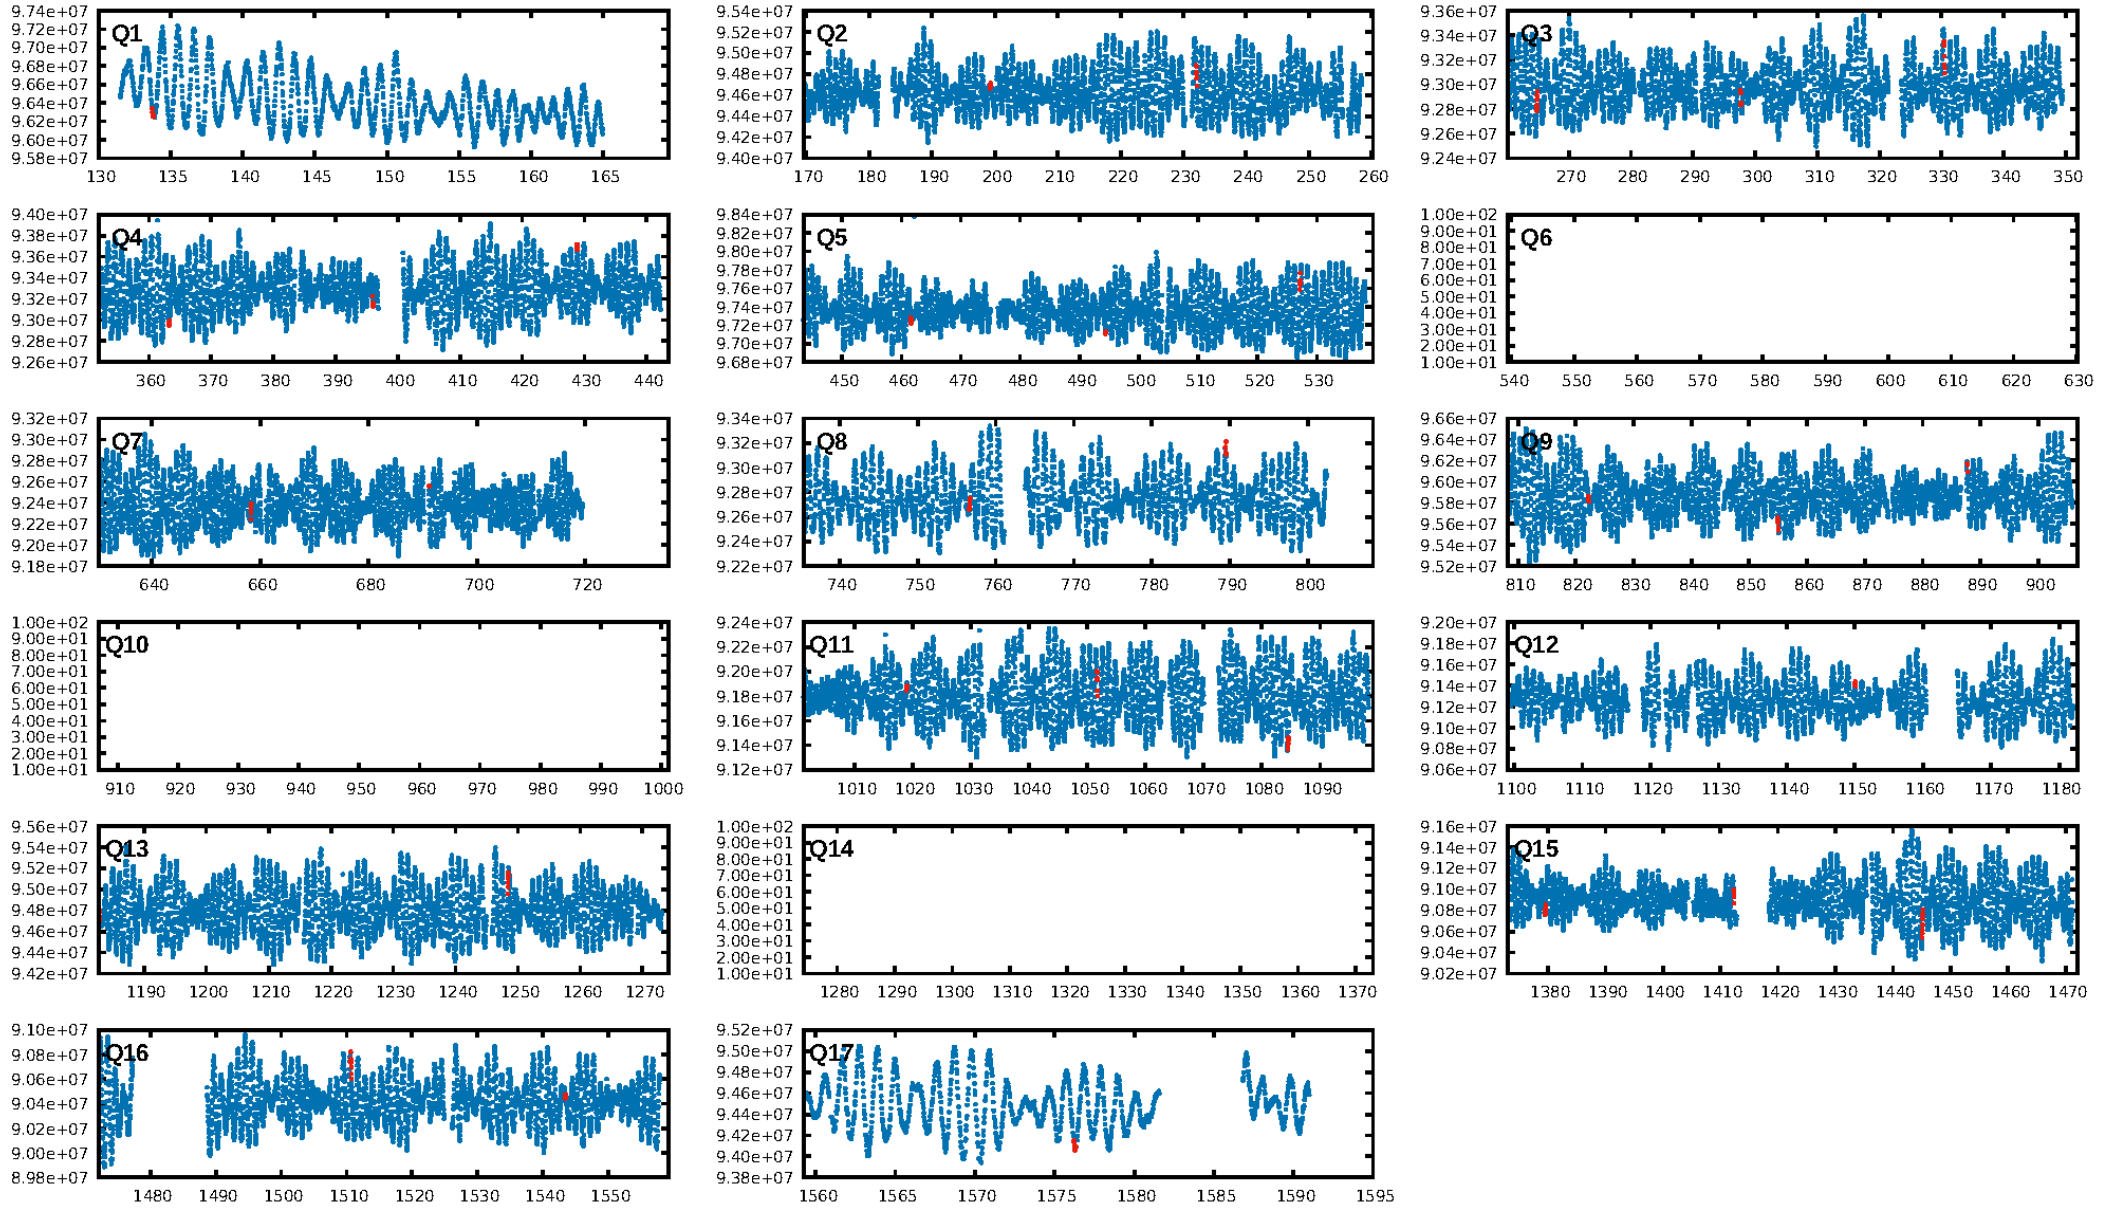 9.74e+07
9.72e+07
9.70e+07
9.68e+07
9.66e+07
9.64e+07
9.62e+07
9.60e+07
9.58e+07
Q1
130 135 140 145 150 155 160 165
9.54e+07
9.52e+07
9.50e+07
9.48e+07
9.46e+07
9.44e+07
9.42e+07
9.40e+07
Q2
170 180 190 200 210 220 230 240 250 260
9.36e+07
9.34e+07
9.32e+07
9.30e+07
9.28e+07
9.26e+07
9.24e+07
Q3
270 280 290 300 310 320 330 340 350
9.40e+07
9.38e+07
9.36e+07
9.34e+07
9.32e+07
9.30e+07
9.28e+07
9.26e+07
Q4
360 370 380 390 400 410 420 430 440
9.84e+07
9.82e+07
9.80e+07
9.78e+07
9.76e+07
9.74e+07
9.72e+07
9.70e+07
9.68e+07
Q5
450 460 470 480 490 500 510 520 530
1.00e+02
9.00e+01
8.00e+01
7.00e+01
6.00e+01
5.00e+01
4.00e+01
3.00e+01
2.00e+01
1.00e+01
Q6
540 550 560 570 580 590 600 610 620 630
9.32e+07
9.30e+07
9.28e+07
9.26e+07
9.24e+07
9.22e+07
9.20e+07
9.18e+07
Q7
640 660 680 700 720
9.34e+07
9.32e+07
9.30e+07
9.28e+07
9.26e+07
9.24e+07
9.22e+07
Q8
740 750 760 770 780 790 800
9.66e+07
9.64e+07
9.62e+07
9.60e+07
9.58e+07
9.56e+07
9.54e+07
9.52e+07
Q9
810 820 830 840 850 860 870 880 890 900
1.00e+02
9.00e+01
8.00e+01
7.00e+01
6.00e+01
5.00e+01
4.00e+01
3.00e+01
2.00e+01
1.00e+01
Q10
910 920 930 940 950 960 970 980 990 1000
9.24e+07
9.22e+07
9.20e+07
9.18e+07
9.16e+07
9.14e+07
9.12e+07
Q11
1010 1020 1030 1040 1050 1060 1070 1080 1090
9.20e+07
9.18e+07
9.16e+07
9.14e+07
9.12e+07
9.10e+07
9.08e+07
9.06e+07
Q12
1100 1110 1120 1130 1140 1150 1160 1170 1180
9.56e+07
9.54e+07
9.52e+07
9.50e+07
9.48e+07
9.46e+07
9.44e+07
9.42e+07
Q13
1190 1200 1210 1220 1230 1240 1250 1260 1270
1.00e+02
9.00e+01
8.00e+01
7.00e+01
6.00e+01
5.00e+01
4.00e+01
3.00e+01
2.00e+01
1.00e+01
Q14
1280 1290 1300 1310 1320 1330 1340 1350 1360 1370
9.16e+07
9.14e+07
9.12e+07
9.10e+07
9.08e+07
9.06e+07
9.04e+07
9.02e+07
Q15
1380 1390 1400 1410 1420 1430 1440 1450 1460 1470
9.10e+07
9.08e+07
9.06e+07
9.04e+07
9.02e+07
9.00e+07
8.98e+07
Q16
1480 1490 1500 1510 1520 1530 1540 1550
9.52e+07
9.50e+07
9.48e+07
9.46e+07
9.44e+07
9.42e+07
9.40e+07
9.38e+07
Q17
1560 1565 1570 1575 1580 1585 1590 1595